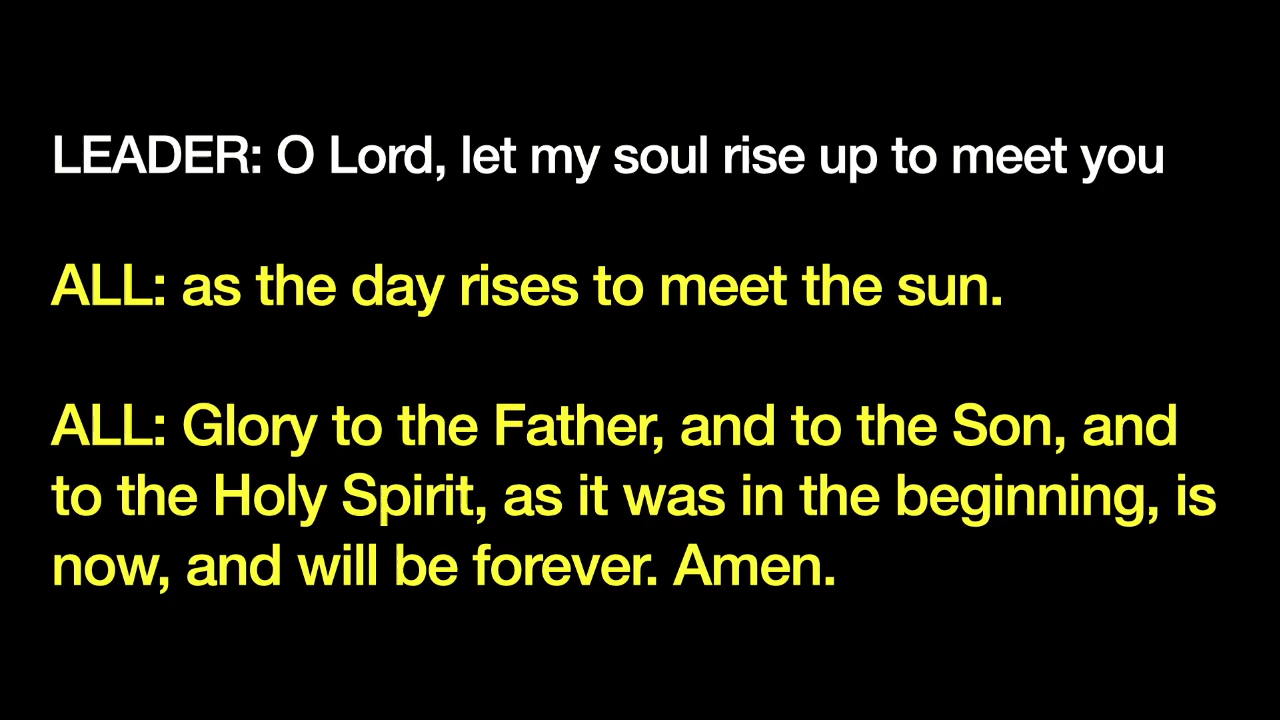 LEADER: O Lord, let my soul rise up to meet you
ALL: as the day rises to meet the sun.
ALL: Glory to the Father, and to the Son, and
to the Holy Spirit, as it was in the beginning, is
now, and will be forever. Amen.